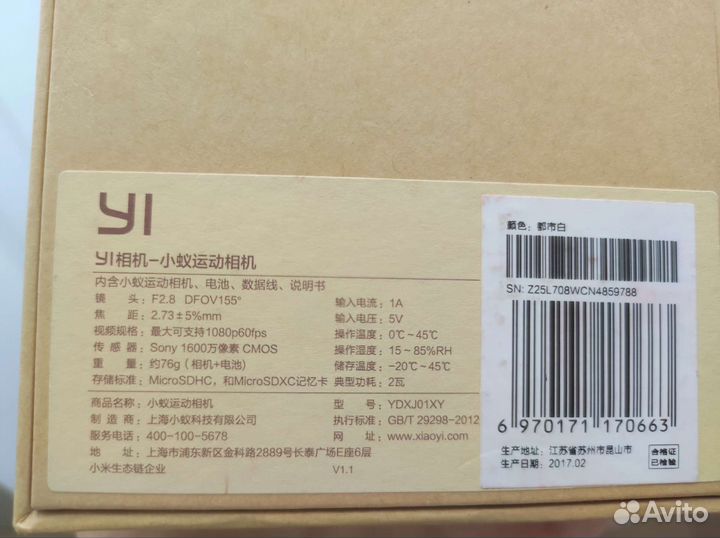 YI
YI相机-小蚁运动相机
内含小蚁运动相机、电池、数据线、说明书
镜 头: F2.8 DFOV155° 输入电流: 1A
焦 距: 2.73±5%mm 输入电压: 5V
视频规格: 最大可支持1080p60fps 操作温度: 0℃~45℃
传 感 器: Sony 1600万像素 CMOS 操作湿度: 15~85%RH
重 量: 约76g(相机+电池) 储存温度: -20℃~45℃
存储标准: MicroSDHC, 和MicroSDXC记忆卡 典型功耗: 2瓦
商品名称: 小蚁运动相机 型 号: YDXJ01XY
制 造 商: 上海小蚁科技有限公司 执行标准: GB/T 29298-2012
服务电话: 400-100-5678 网 址: www.xiaoyi.com
地 址: 上海市浦东新区金科路2889号长泰广场E座6层
小米生态链企业 V1.1
颜色: 都市白
SN: Z25L708WCN4859788
6 970171 170663
生产地址: 江苏省苏州市昆山市
生产日期: 2017.02
合格证
已检验
Avito